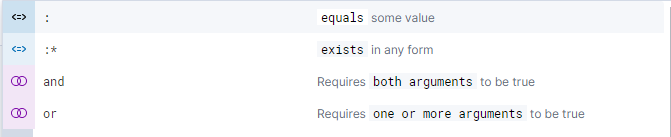 : equals some value
:* exists in any form
and Requires both arguments to be true
or Requires one or more arguments to be true